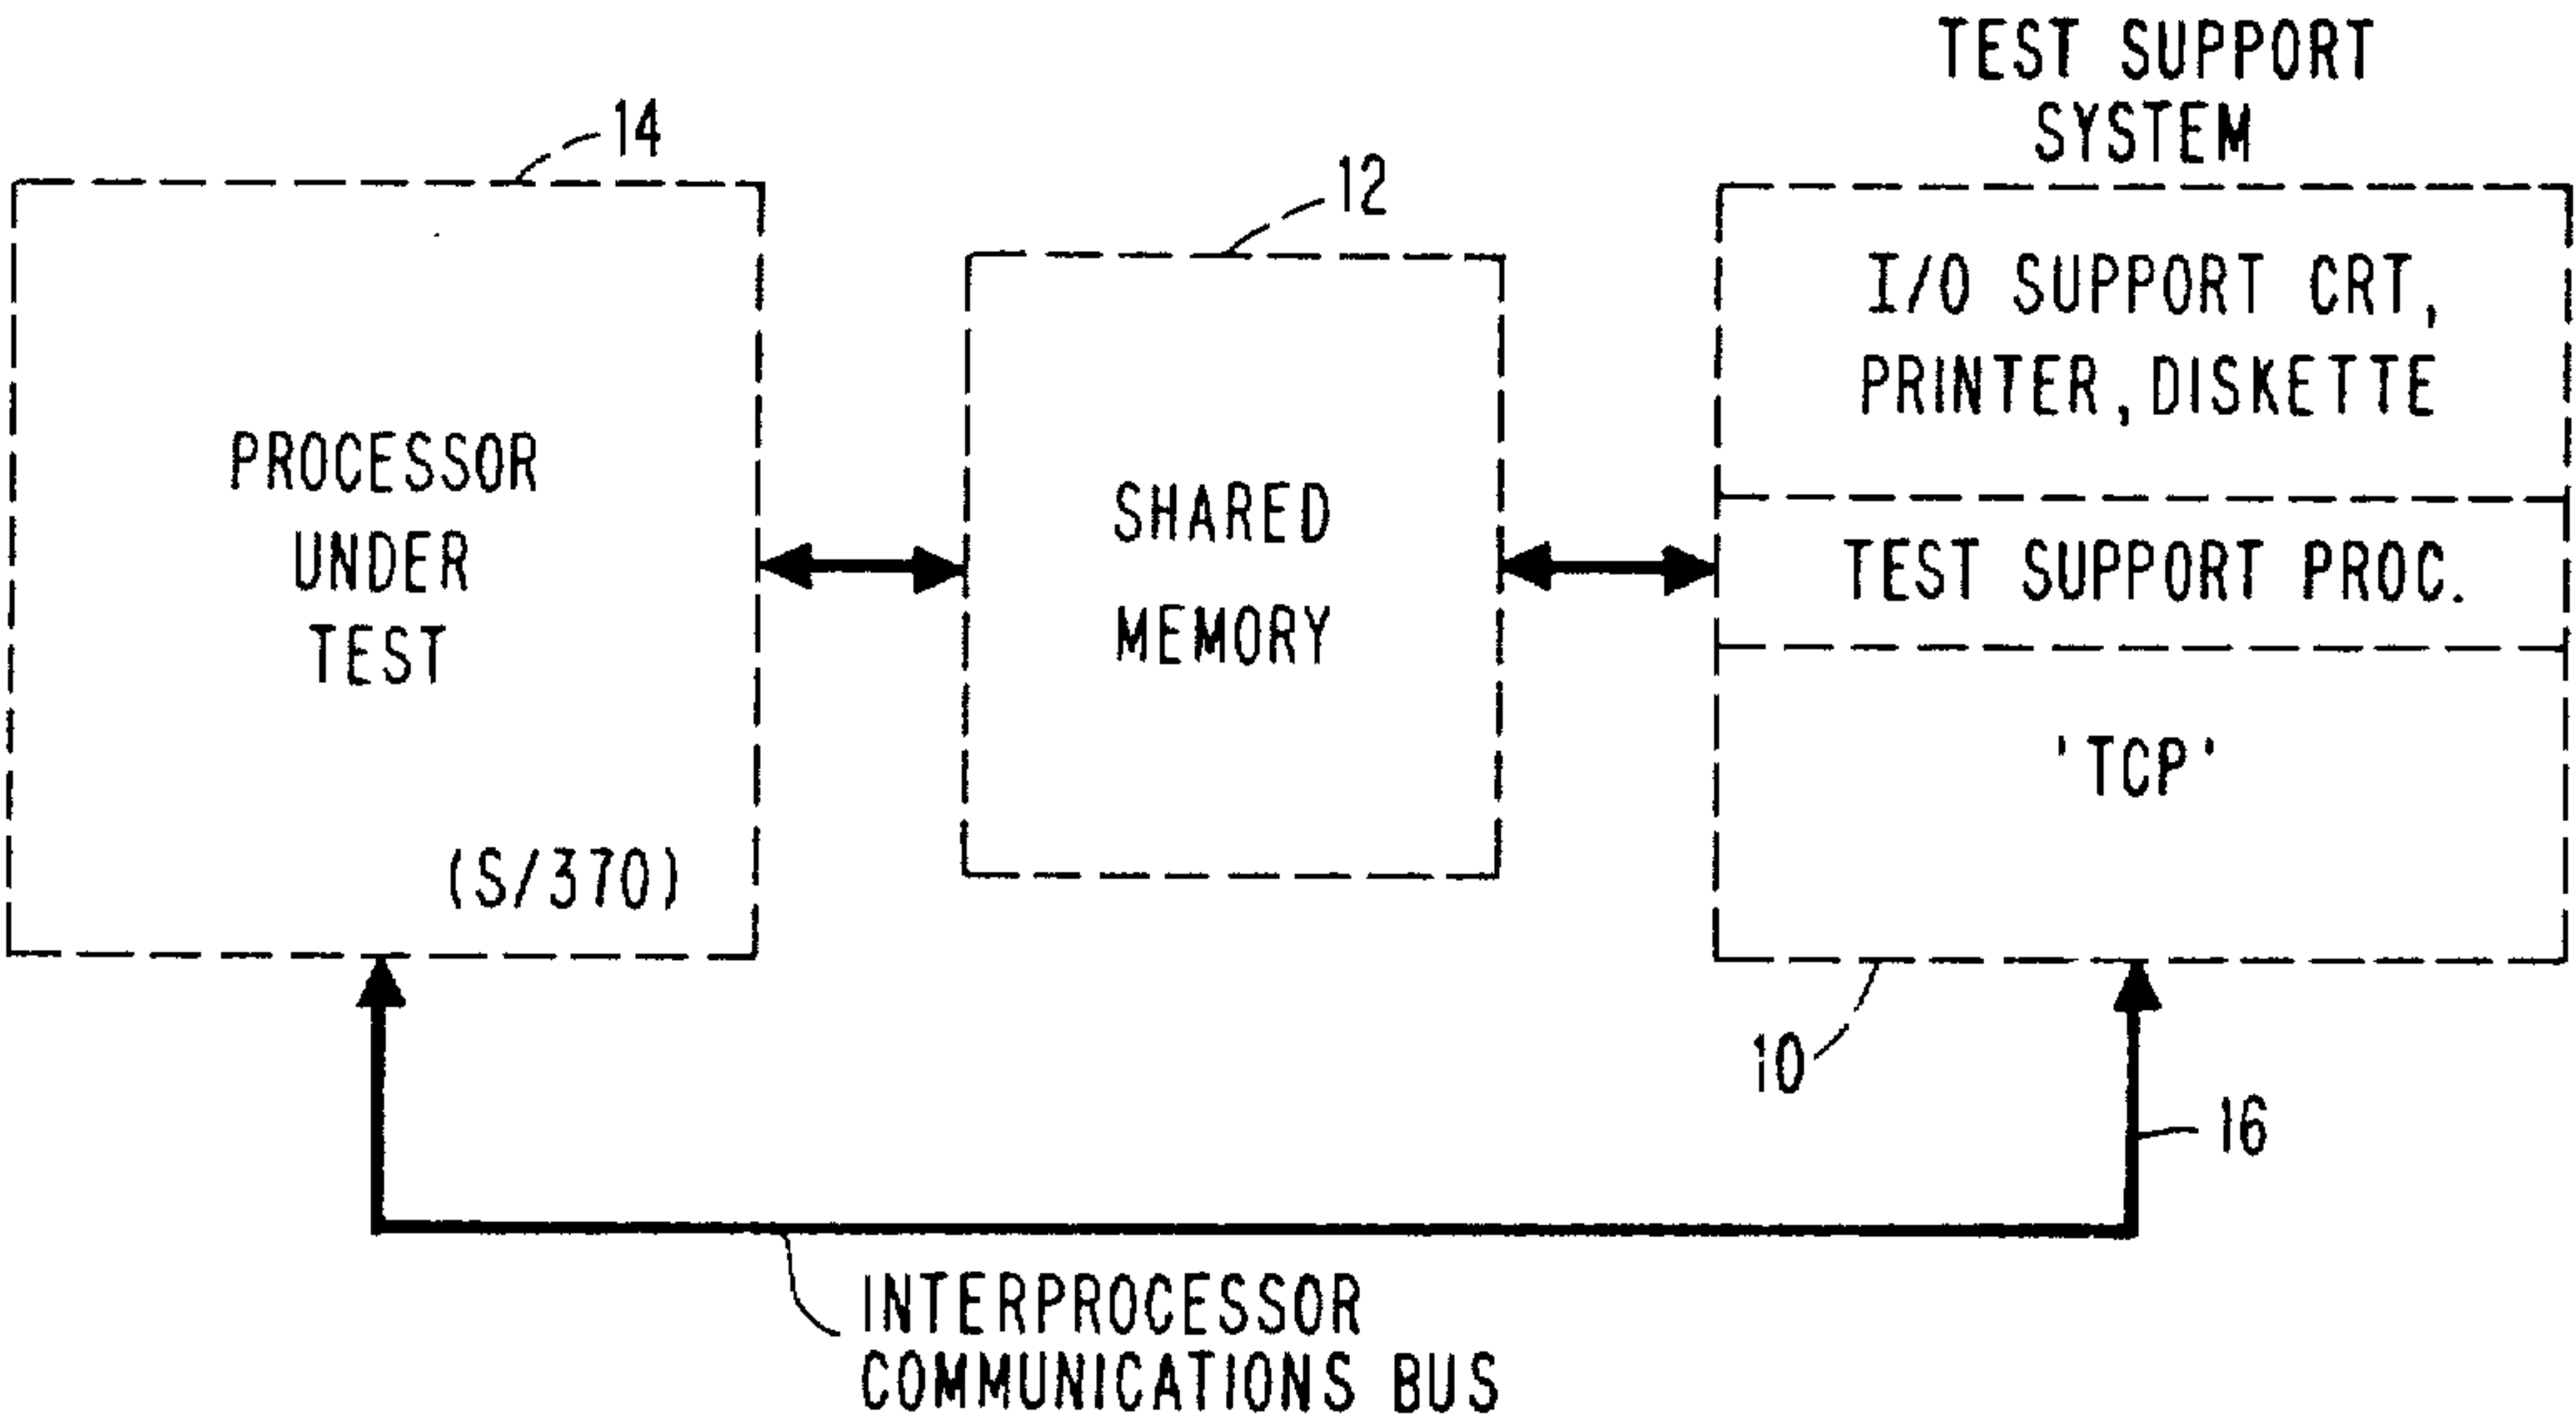 TEST SUPPORT
SYSTEM
14
12
I/O SUPPORT CRT,
PRINTER, DISKETTE
PROCESSOR
UNDER
TEST
(S/370)
SHARED
MEMORY
TEST SUPPORT PROC.
'TCP'
10
16
INTERPROCESSOR
COMMUNICATIONS BUS